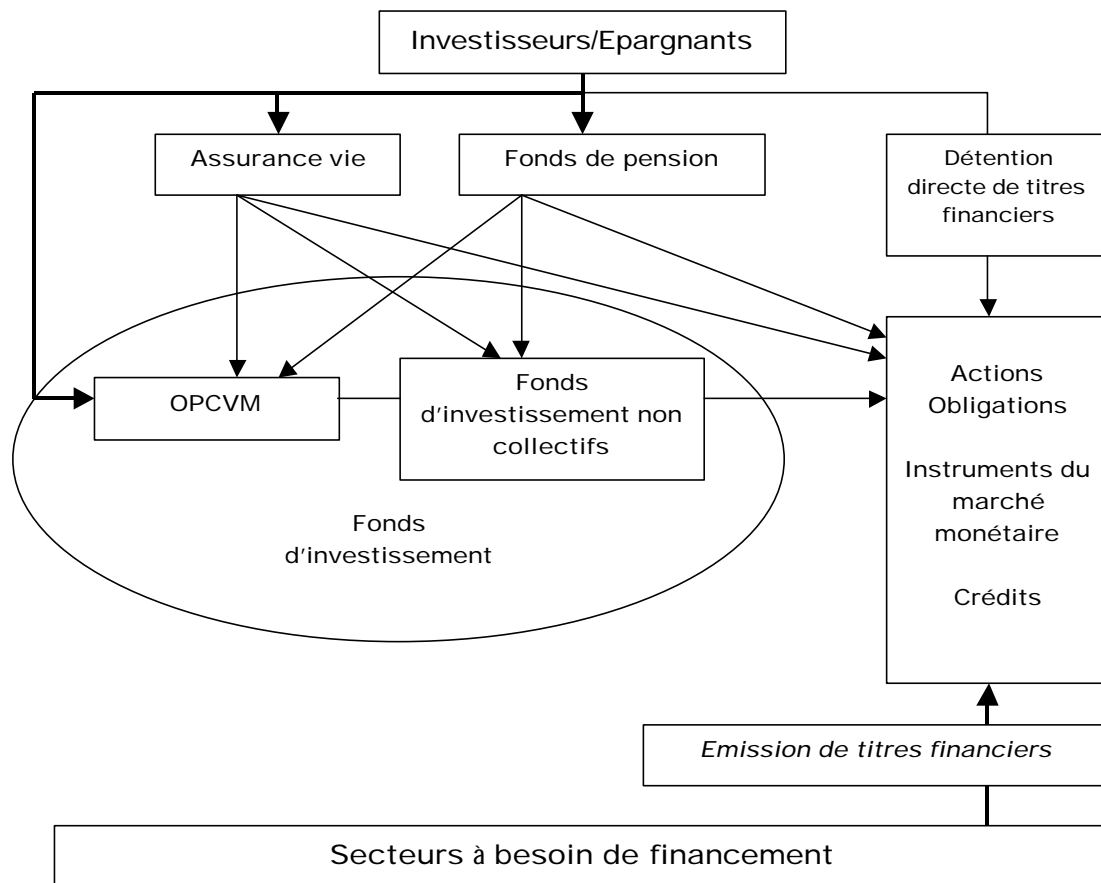 Investisseurs/Epargnants
Assurance vie
Fonds de pension
Détention
directe de titres
financiers
OPCVM
Fonds
d'investissement non
collectifs
Actions
Obligations
Instruments du
marché
monétaire
Crédits
Fonds
d'investissement
Emission de titres financiers
Secteurs à besoin de financement